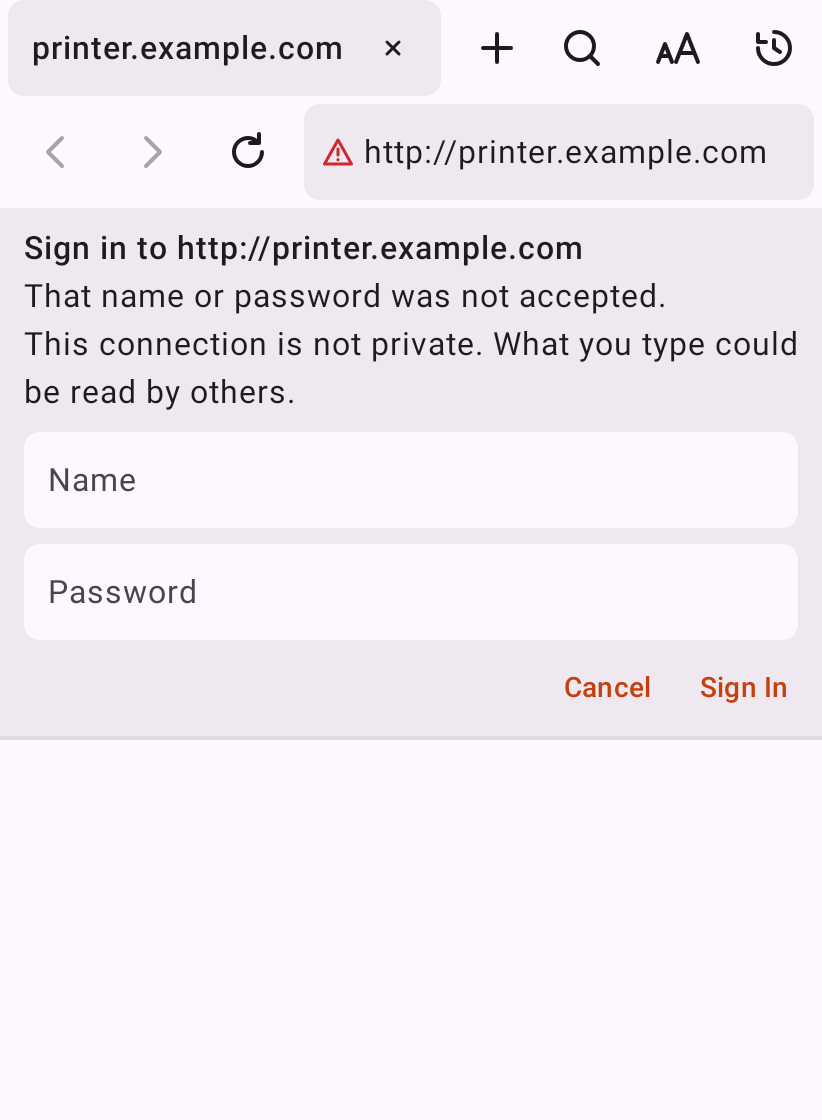 printer.example.com
http://printer.example.com
Sign in to http://printer.example.com
That name or password was not accepted.
This connection is not private. What you type could
be read by others.
Name
Password
Cancel Sign In